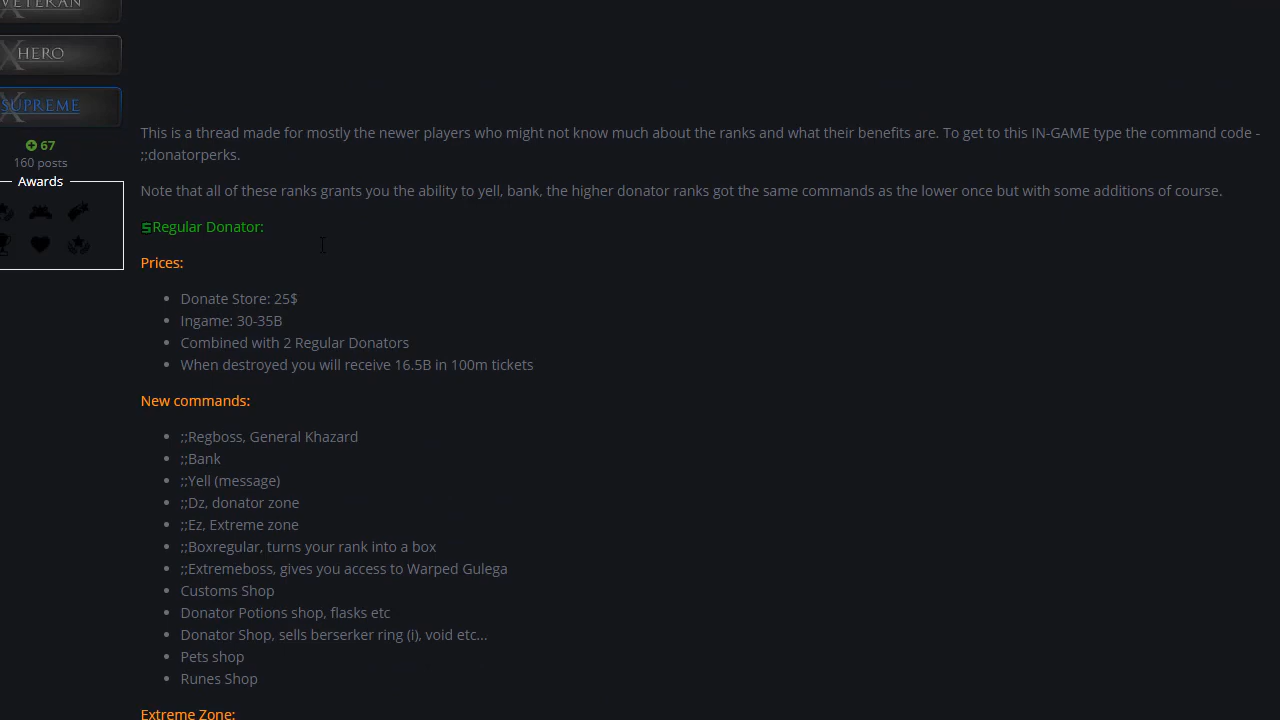 VETERAN
HERO
SUPREME
67
160 posts
Awards
This is a thread made for mostly the newer players who might not know much about the ranks and what their benefits are. To get to this IN-GAME type the command code -
;;donatorperks.
Note that all of these ranks grants you the ability to yell, bank, the higher donator ranks got the same commands as the lower once but with some additions of course.
Regular Donator:
Prices:
Donate Store: 25$
Ingame: 30-35B
Combined with 2 Regular Donators
When destroyed you will receive 16.5B in 100m tickets
New commands:
;;Regboss, General Khazard
;;Bank
;;Yell (message)
;;Dz, donator zone
;;Ez, Extreme zone
;;Boxregular, turns your rank into a box
;;Extremeboss, gives you access to Warped Gulega
Customs Shop
Donator Potions shop, flasks etc
Donator Shop, sells berserker ring (i), void etc...
Pets shop
Runes Shop
Extreme Zone: